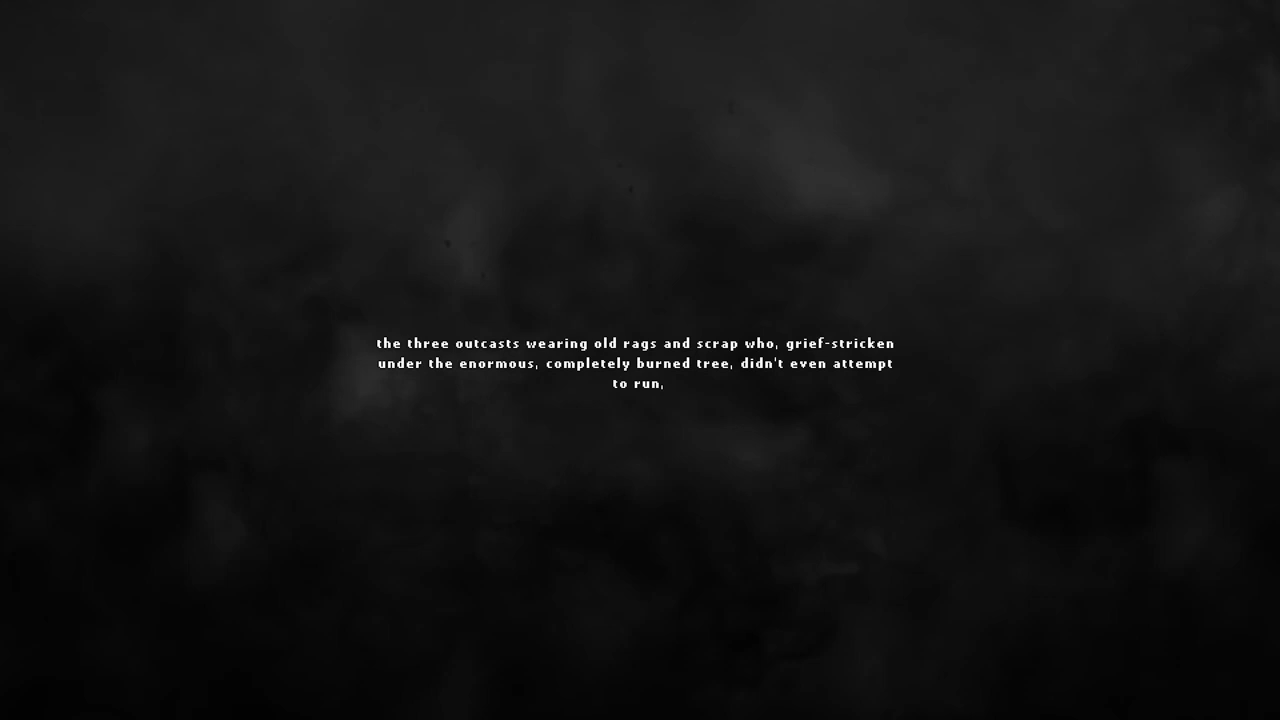 the three outcasts wearing old rags and scrap who, grief-stricken
under the enormous, completely burned tree, didn't even attempt
to run,